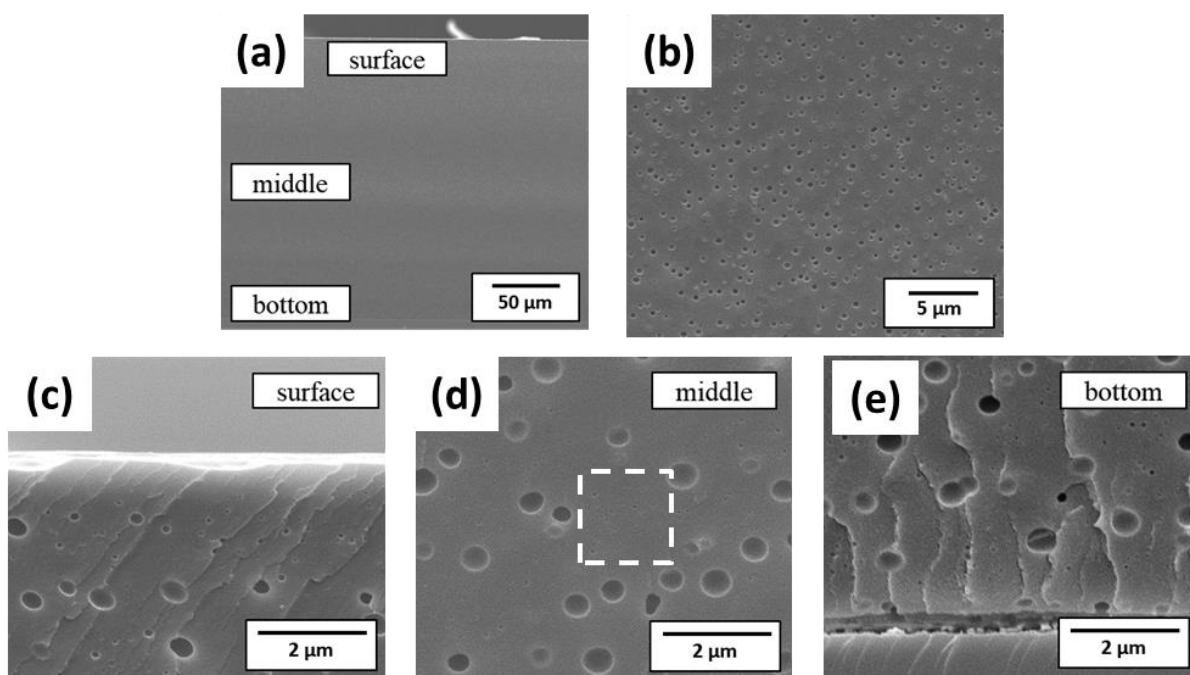 (a)
surface
middle
bottom
50 μm
(b)
5 μm
(c)
surface
2 μm
(d)
middle
2 μm
(e)
bottom
2 μm